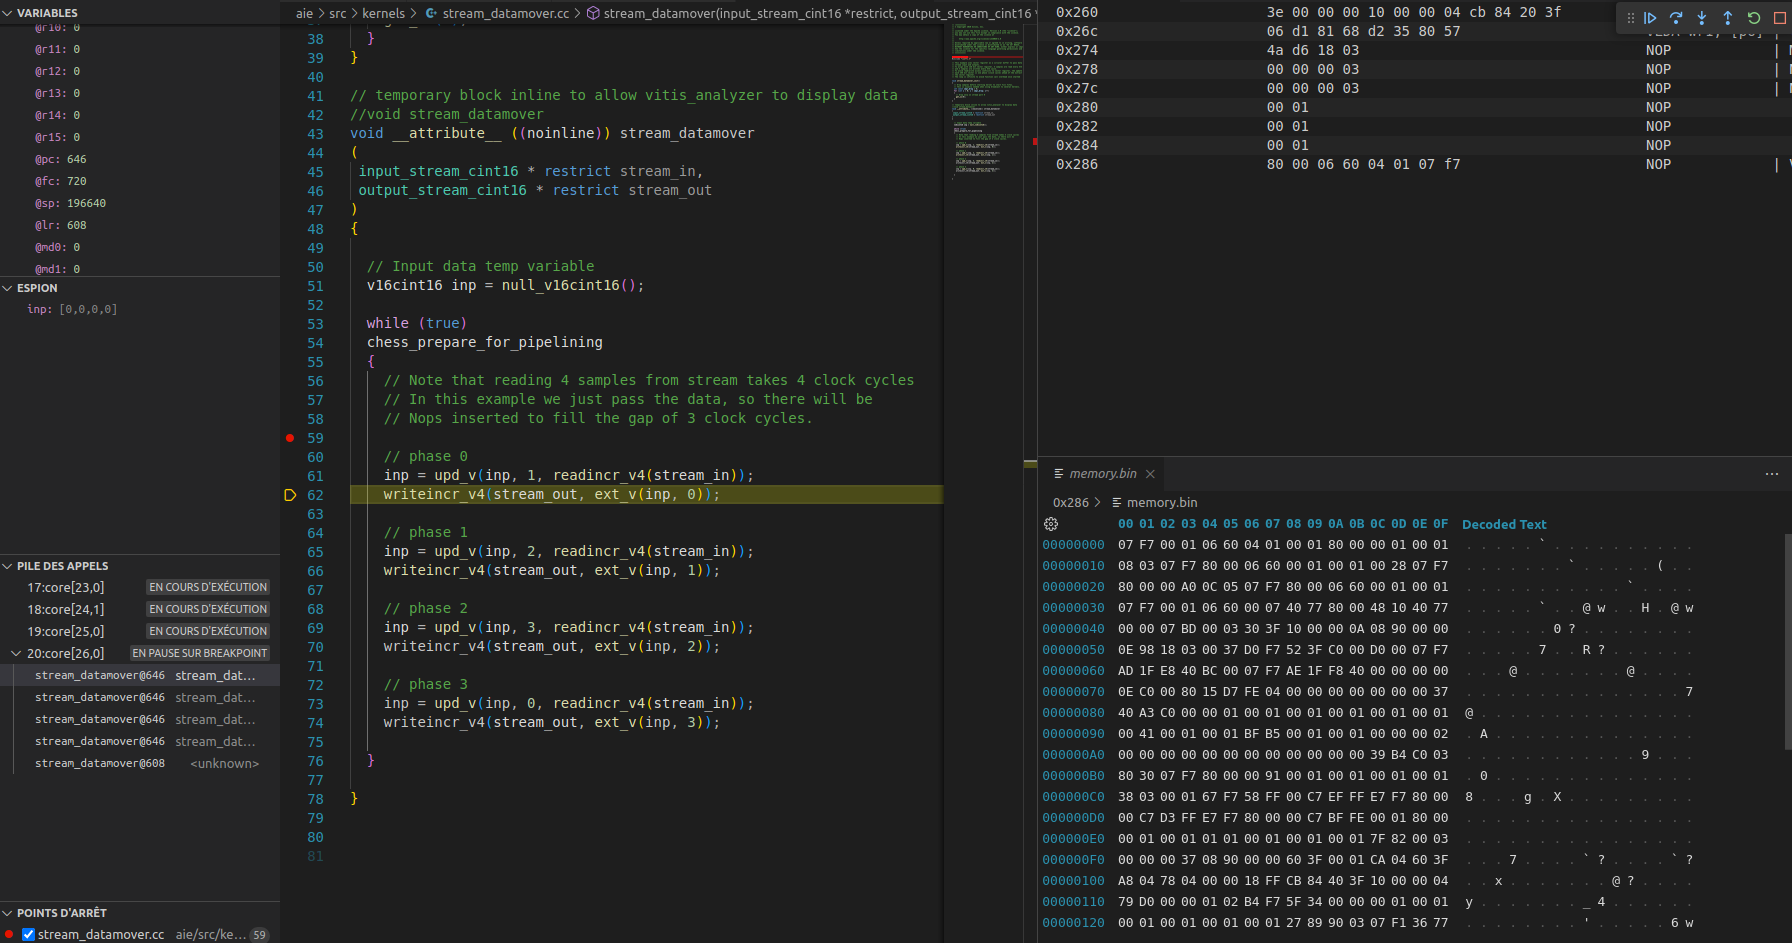 VARIABLES
@r10: 0
@r11: 0
@r12: 0
@r13: 0
@r14: 0
@r15: 0
@pc: 646
@fc: 720
@sp: 196640
@lr: 608
@md0: 0
@md1: 0
ESPION
inp: [0,0,0,0]
PILE DES APPELS
17:core[23,0] EN COURS D'EXÉCUTION
18:core[24,1] EN COURS D'EXÉCUTION
19:core[25,0] EN COURS D'EXÉCUTION
20:core[26,0] EN PAUSE SUR BREAKPOINT
stream_datamover@646 stream_dat...
stream_datamover@646 stream_dat...
stream_datamover@646 stream_dat...
stream_datamover@646 stream_dat...
stream_datamover@608 <unknown>
POINTS D'ARRÊT
stream_datamover.cc aie/src/ke... 59
aie > src > kernels > stream_datamover.cc > stream_datamover(input_stream_cint16 *restrict, output_stream_cint16
38 }
39 }
40
41 // temporary block inline to allow vitis_analyzer to display data
42 //void stream_datamover
43 void __attribute__ ((noinline)) stream_datamover
44 (
45 input_stream_cint16 * restrict stream_in,
46 output_stream_cint16 * restrict stream_out
47 )
48 {
49
50 // Input data temp variable
51 v16cint16 inp = null_v16cint16();
52
53 while (true)
54 chess_prepare_for_pipelining
55 {
56 // Note that reading 4 samples from stream takes 4 clock cycles
57 // In this example we just pass the data, so there will be
58 // Nops inserted to fill the gap of 3 clock cycles.
59
60 // phase 0
61 inp = upd_v(inp, 1, readincr_v4(stream_in));
62 writeincr_v4(stream_out, ext_v(inp, 0));
63
64 // phase 1
65 inp = upd_v(inp, 2, readincr_v4(stream_in));
66 writeincr_v4(stream_out, ext_v(inp, 1));
67
68 // phase 2
69 inp = upd_v(inp, 3, readincr_v4(stream_in));
70 writeincr_v4(stream_out, ext_v(inp, 2));
71
72 // phase 3
73 inp = upd_v(inp, 0, readincr_v4(stream_in));
74 writeincr_v4(stream_out, ext_v(inp, 3));
75
76 }
77
78 }
79
80
81
0x260 3e 00 00 00 10 00 00 04 cb 84 20 3f
0x26c 06 d1 81 68 d2 35 80 57
0x274 4a d6 18 03 NOP |
0x278 00 00 00 03 NOP |
0x27c 00 00 00 03 NOP |
0x280 00 01 NOP
0x282 00 01 NOP
0x284 00 01 NOP
0x286 80 00 06 60 04 01 07 f7 NOP |
memory.bin
0x286 > memory.bin
00 01 02 03 04 05 06 07 08 09 0A 0B 0C 0D 0E 0F Decoded Text
00000000 07 F7 00 01 06 60 04 01 00 01 80 00 00 01 00 01 . . . . . ` . . . . . . . . . .
00000010 08 03 07 F7 80 00 06 60 00 01 00 01 00 28 07 F7 . . . . . . . ` . . . . . ( . .
00000020 80 00 00 A0 0C 05 07 F7 80 00 06 60 00 01 00 01 . . . . . . . . . . . ` . . . .
00000030 07 F7 00 01 06 60 00 07 40 77 80 00 48 10 40 77 . . . . . ` . . @ w . . H . @ w
00000040 00 00 07 BD 00 03 30 3F 10 00 00 0A 08 90 00 00 . . . . . . 0 ? . . . . . . . .
00000050 0E 98 18 03 00 37 D0 F7 52 3F C0 00 D0 00 07 F7 . . . . . 7 . . R ? . . . . . .
00000060 AD 1F E8 40 BC 00 07 F7 AE 1F F8 40 00 00 00 00 . . . @ . . . . . . . @ . . . .
00000070 0E C0 00 80 15 D7 FE 04 00 00 00 00 00 00 00 37 . . . . . . . . . . . . . . . 7
00000080 40 A3 C0 00 00 01 00 01 00 01 00 01 00 01 00 01 @ . . . . . . . . . . . . . . .
00000090 00 41 00 01 00 01 BF B5 00 01 00 01 00 00 00 02 . A . . . . . . . . . . . . . .
000000A0 00 00 00 00 00 00 00 00 00 00 00 00 39 B4 C0 03 . . . . . . . . . . . . 9 . . .
000000B0 80 30 07 F7 80 00 00 91 00 01 00 01 00 01 00 01 . 0 . . . . . . . . . . . . . .
000000C0 38 03 00 01 67 F7 58 FF 00 C7 EF FF E7 F7 80 00 8 . . . g . X . . . . . . . . .
000000D0 00 C7 D3 FF E7 F7 80 00 00 C7 BF FE 00 01 80 00 . . . . . . . . . . . . . . . .
000000E0 00 01 00 01 01 01 00 01 00 01 00 01 7F 82 00 03 . . . . . . . . . . . . . . . .
000000F0 00 00 00 37 08 90 00 00 60 3F 00 01 CA 04 60 3F . . . 7 . . . . ` ? . . . . ` ?
00000100 A8 04 78 04 00 00 18 FF CB 84 40 3F 10 00 00 04 . . x . . . . . . . @ ? . . . .
00000110 79 D0 00 00 01 02 B4 F7 5F 34 00 00 00 01 00 01 y . . . . . . . _ 4 . . . . . .
00000120 00 01 00 01 00 01 00 01 27 89 90 03 07 F1 36 77 . . . . . . . . ' . . . . . 6 w